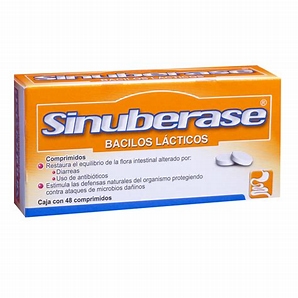 Sinuberase®
BACILOS LÁCTICOS
Comprimidos
• Restaura el equilibrio de la flora intestinal alterado por:
• Diarreas
• Uso de antibióticos
• Estimula las defensas naturales del organismo protegiendo
contra ataques de microbios dañinos
Caja con 48 comprimidos